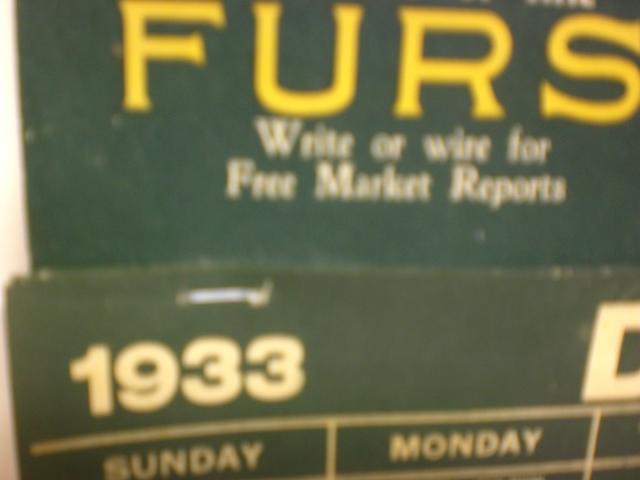 FURS
Write or wire for
Free Market Reports
1933
D
SUNDAY MONDAY